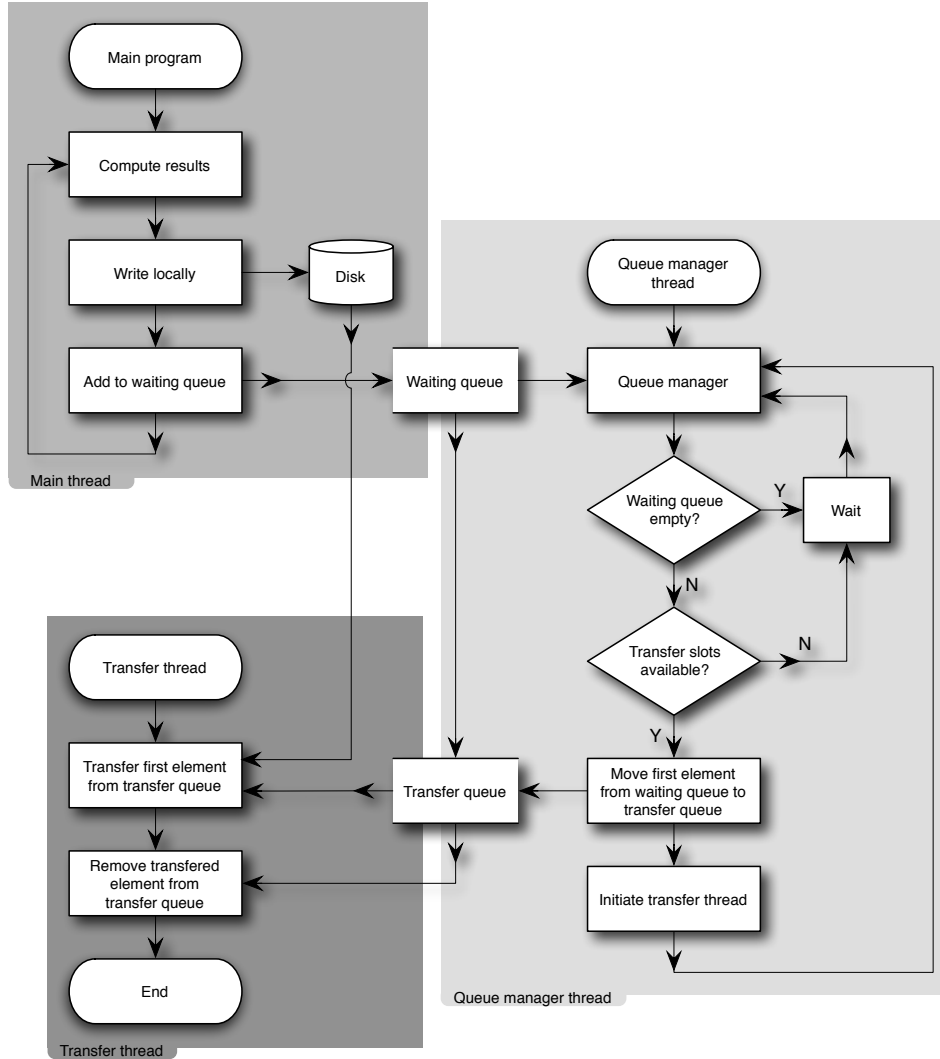 Main program
Compute results
Write locally
Disk
Add to waiting queue
Waiting queue
Main thread
Queue manager
thread
Queue manager
Waiting queue
empty?
Y
Wait
N
Transfer slots
available?
N
Y
Move first element
from waiting queue to
transfer queue
Initiate transfer thread
Queue manager thread
Transfer thread
Transfer first element
from transfer queue
Transfer queue
Remove transfered
element from
transfer queue
End
Transfer thread